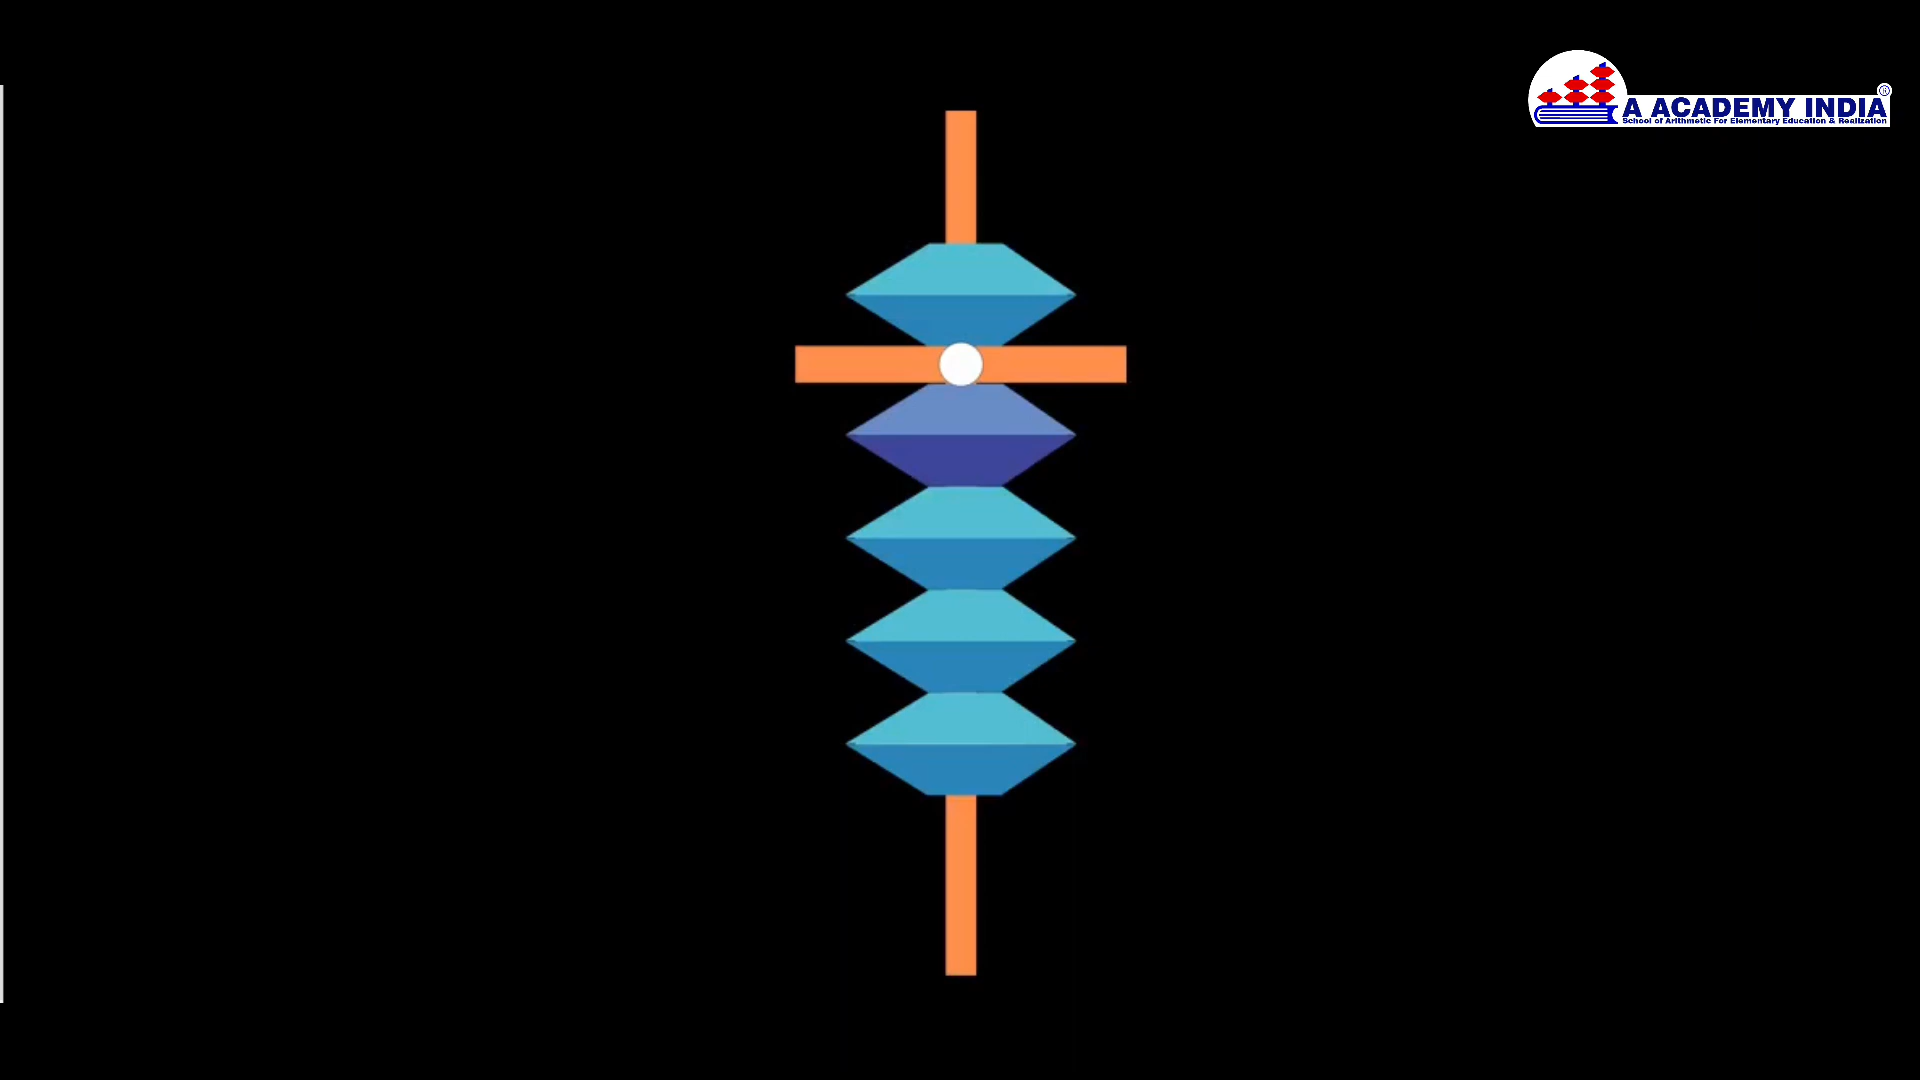 A ACADEMY INDIA ®
School of Arithmetic For Elementary Education & Realization